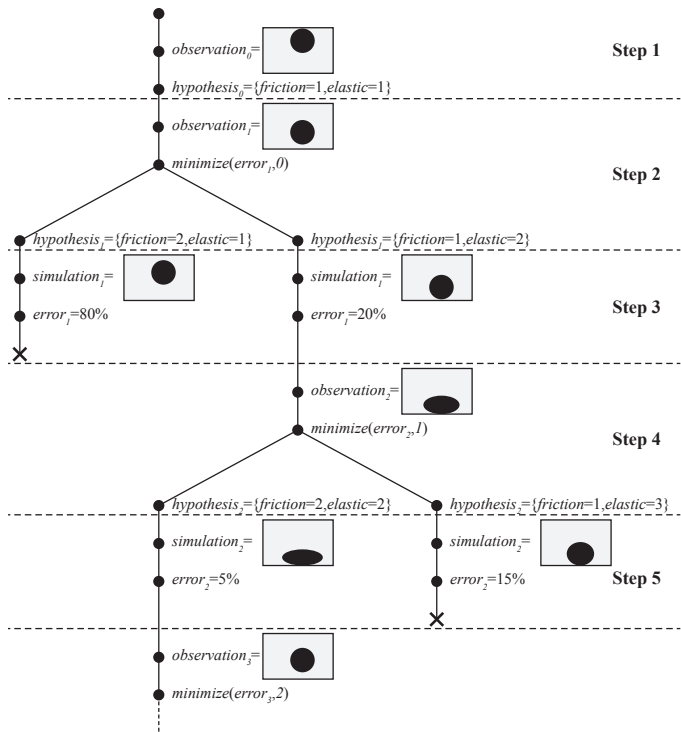 observation₀=
Step 1
hypothesis₀={friction=1,elastic=1}
observation₁=
minimize(error₁,0)
Step 2
hypothesis₁={friction=2,elastic=1}
hypothesis₁={friction=1,elastic=2}
simulation₁=
simulation₁=
Step 3
error₁=80%
error₁=20%
observation₂=
minimize(error₂,1)
Step 4
hypothesis₂={friction=2,elastic=2}
hypothesis₂={friction=1,elastic=3}
simulation₂=
simulation₂=
error₂=5%
error₂=15%
Step 5
observation₃=
minimize(error₃,2)